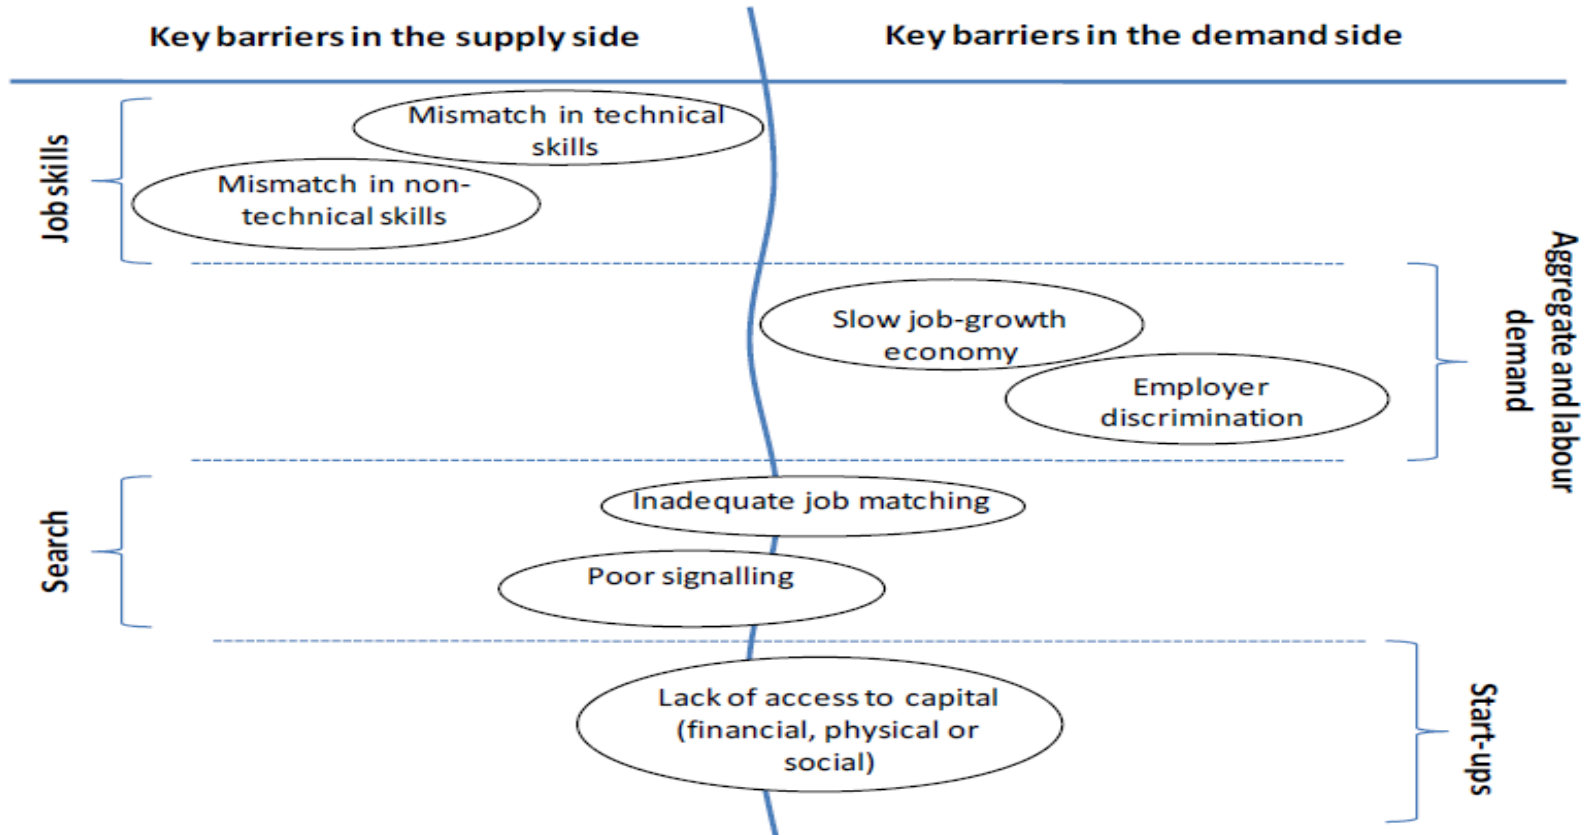 Key barriers in the supply side
Key barriers in the demand side
Job skills
Mismatch in technical
skills
Mismatch in non-
technical skills
Aggregate and labour
demand
Slow job-growth
economy
Employer
discrimination
Search
Inadequate job matching
Poor signalling
Start-ups
Lack of access to capital
(financial, physical or
social)